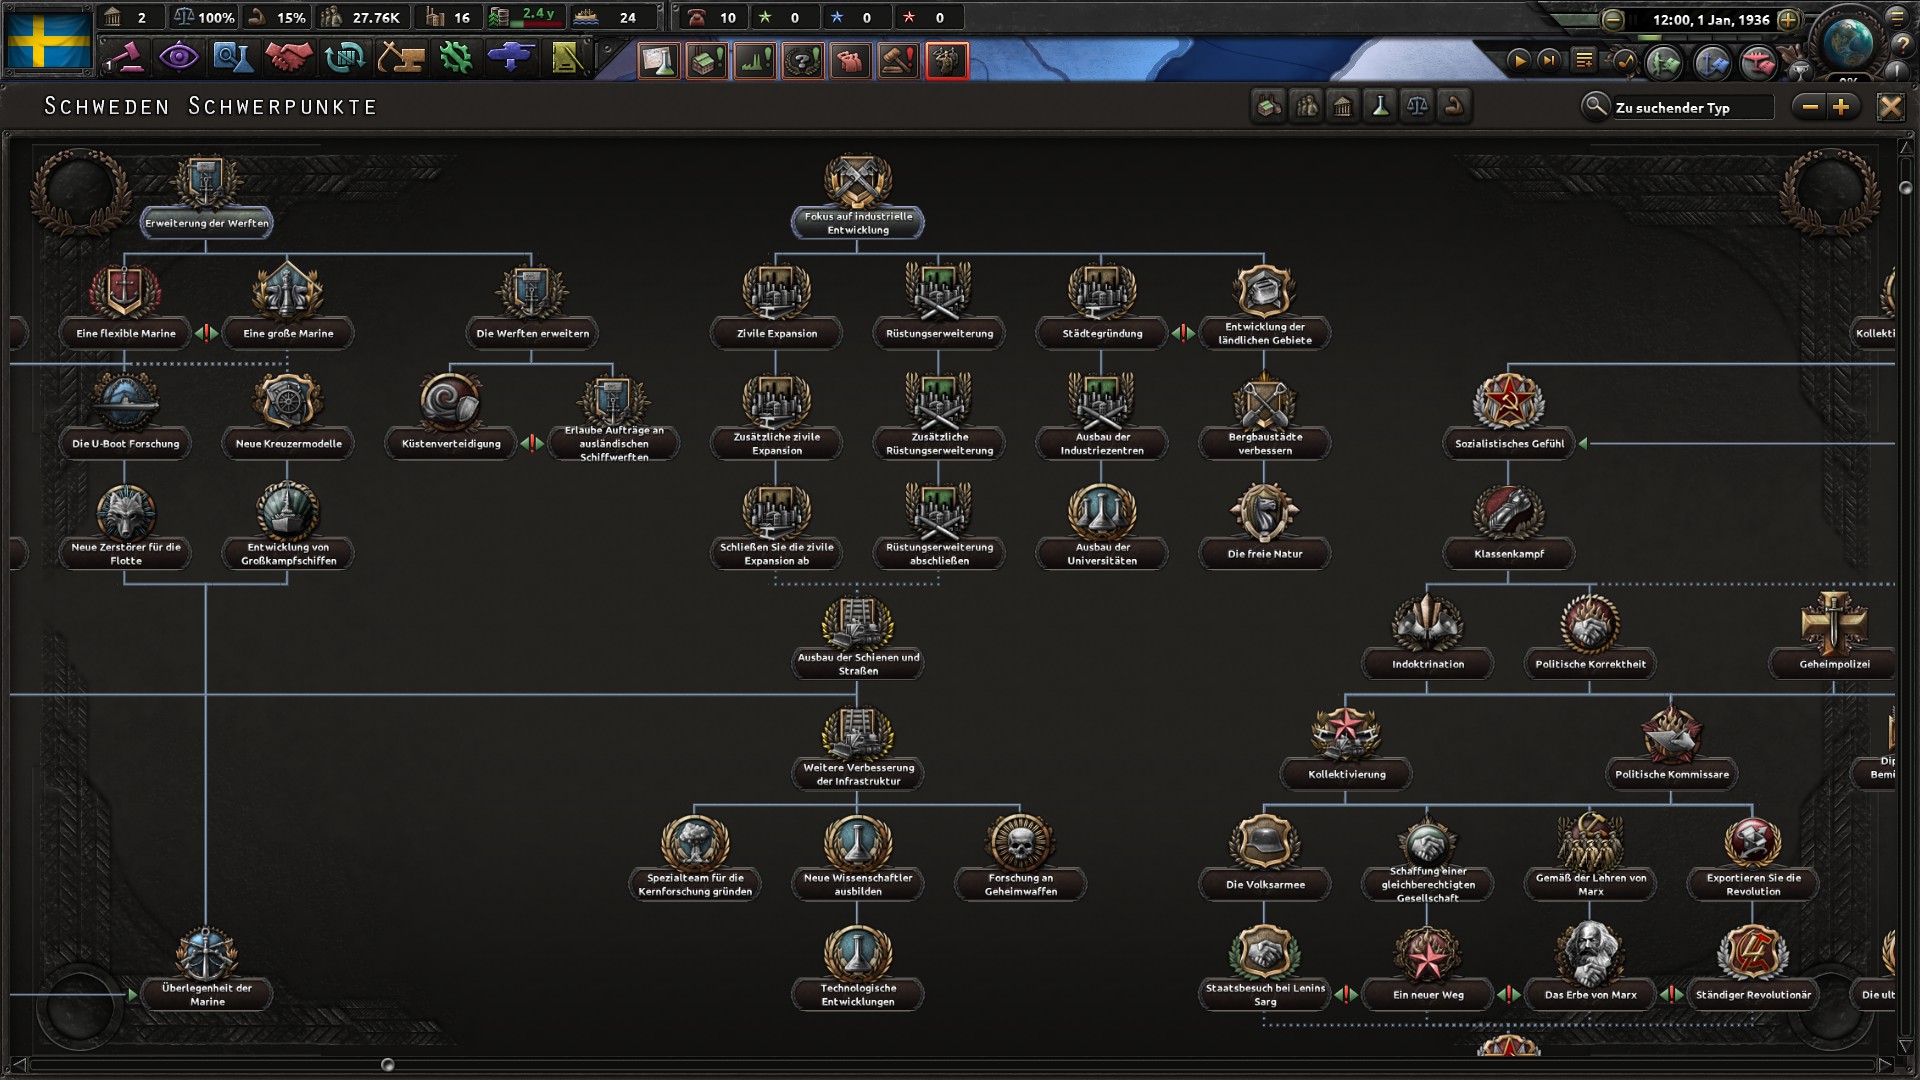 2
100%
15%
27.76K
16
2.4 y
24
10
0
0
0
12:00, 1 Jan, 1936
1
0%
Schweden Schwerpunkte
Zu suchender Typ
Erweiterung der Werften
Fokus auf industrielle
Entwicklung
Eine flexible Marine
Eine große Marine
Die Werften erweitern
Zivile Expansion
Rüstungserweiterung
Städtegründung
Entwicklung der
ländlichen Gebiete
Kollekti
Die U-Boot Forschung
Neue Kreuzermodelle
Küstenverteidigung
Erlaube Aufträge an
ausländischen
Schiffwerften
Zusätzliche zivile
Expansion
Zusätzliche
Rüstungserweiterung
Ausbau der
Industriezentren
Bergbaustädte
verbessern
Sozialistisches Gefühl
Neue Zerstörer für die
Flotte
Entwicklung von
Großkampfschiffen
Schließen Sie die zivile
Expansion ab
Rüstungserweiterung
abschließen
Ausbau der
Universitäten
Die freie Natur
Klassenkampf
Ausbau der Schienen und
Straßen
Indoktrination
Politische Korrektheit
Geheimpolizei
Weitere Verbesserung
der Infrastruktur
Kollektivierung
Politische Kommissare
Dip
Bemü
Spezialteam für die
Kernforschung gründen
Neue Wissenschaftler
ausbilden
Forschung an
Geheimwaffen
Die Volksarmee
Schaffung einer
gleichberechtigten
Gesellschaft
Gemäß der Lehren von
Marx
Exportieren Sie die
Revolution
Überlegenheit der
Marine
Technologische
Entwicklungen
Staatsbesuch bei Lenins
Sarg
Ein neuer Weg
Das Erbe von Marx
Ständiger Revolutionär
Die ult